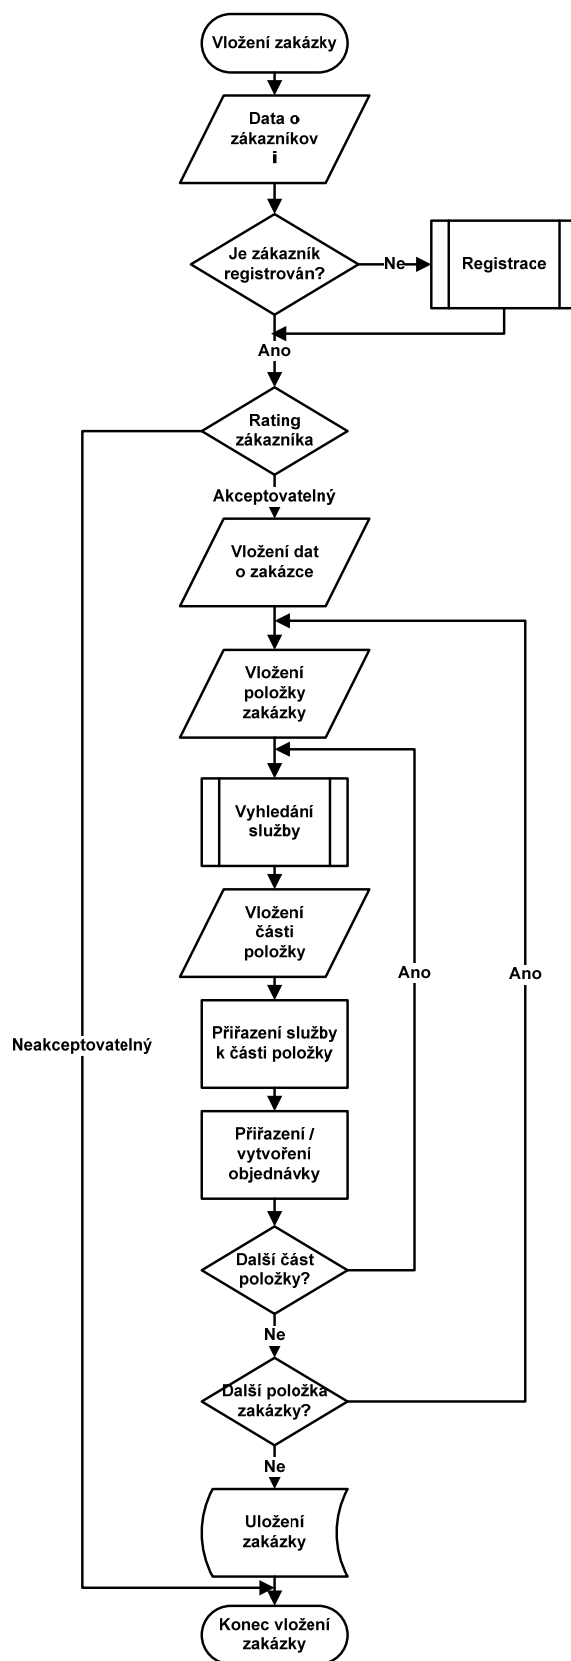 Vložení zakázky
Data o
zákazníkov
i
Je zákazník
registrován?
Ne
Registrace
Ano
Rating
zákazníka
Akceptovatelný
Vložení dat
o zakázce
Vložení
položky
zakázky
Vyhledání
služby
Vložení
části
položky
Ano
Ano
Přiřazení služby
k části položky
Neakceptovatelný
Přiřazení /
vytvoření
objednávky
Další část
položky?
Ne
Další položka
zakázky?
Ne
Uložení
zakázky
Konec vložení
zakázky